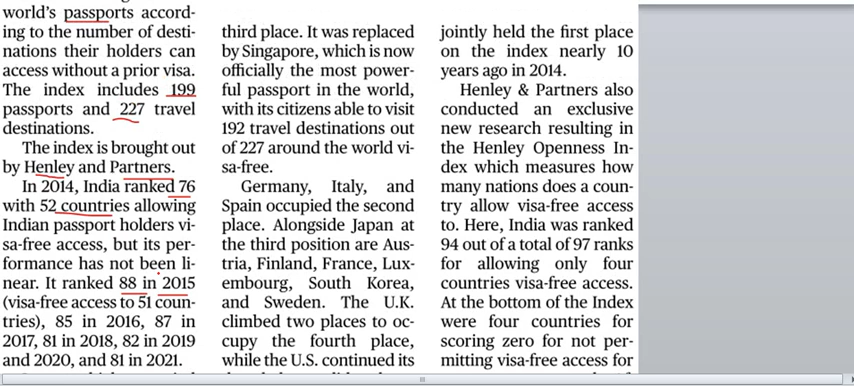 world's passports accord-
ing to the number of desti-
nations their holders can
access without a prior visa.
The index includes 199
passports and 227 travel
destinations.
The index is brought out
by Henley and Partners.
In 2014, India ranked 76
with 52 countries allowing
Indian passport holders vi-
sa-free access, but its per-
formance has not been li-
near. It ranked 88 in 2015
(visa-free access to 51 coun-
tries), 85 in 2016, 87 in
2017, 81 in 2018, 82 in 2019
and 2020, and 81 in 2021.
third place. It was replaced
by Singapore, which is now
officially the most power-
ful passport in the world,
with its citizens able to visit
192 travel destinations out
of 227 around the world vi-
sa-free.
Germany, Italy, and
Spain occupied the second
place. Alongside Japan at
the third position are Aus-
tria, Finland, France, Lux-
embourg, South Korea,
and Sweden. The U.K.
climbed two places to oc-
cupy the fourth place,
while the U.S. continued its
jointly held the first place
on the index nearly 10
years ago in 2014.
Henley & Partners also
conducted an exclusive
new research resulting in
the Henley Openness In-
dex which measures how
many nations does a coun-
try allow visa-free access
to. Here, India was ranked
94 out of a total of 97 ranks
for allowing only four
countries visa-free access.
At the bottom of the Index
were four countries for
scoring zero for not per-
mitting visa-free access for